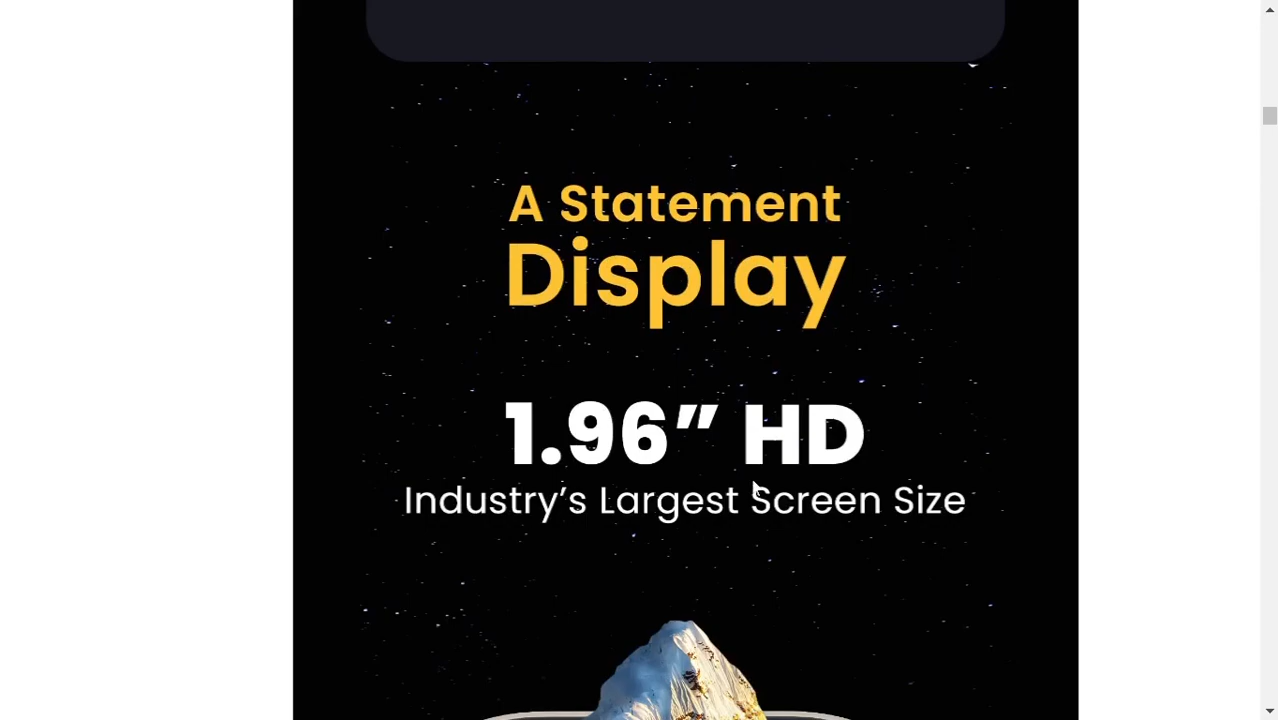 A Statement
Display
1.96” HD
Industry’s Largest Screen Size